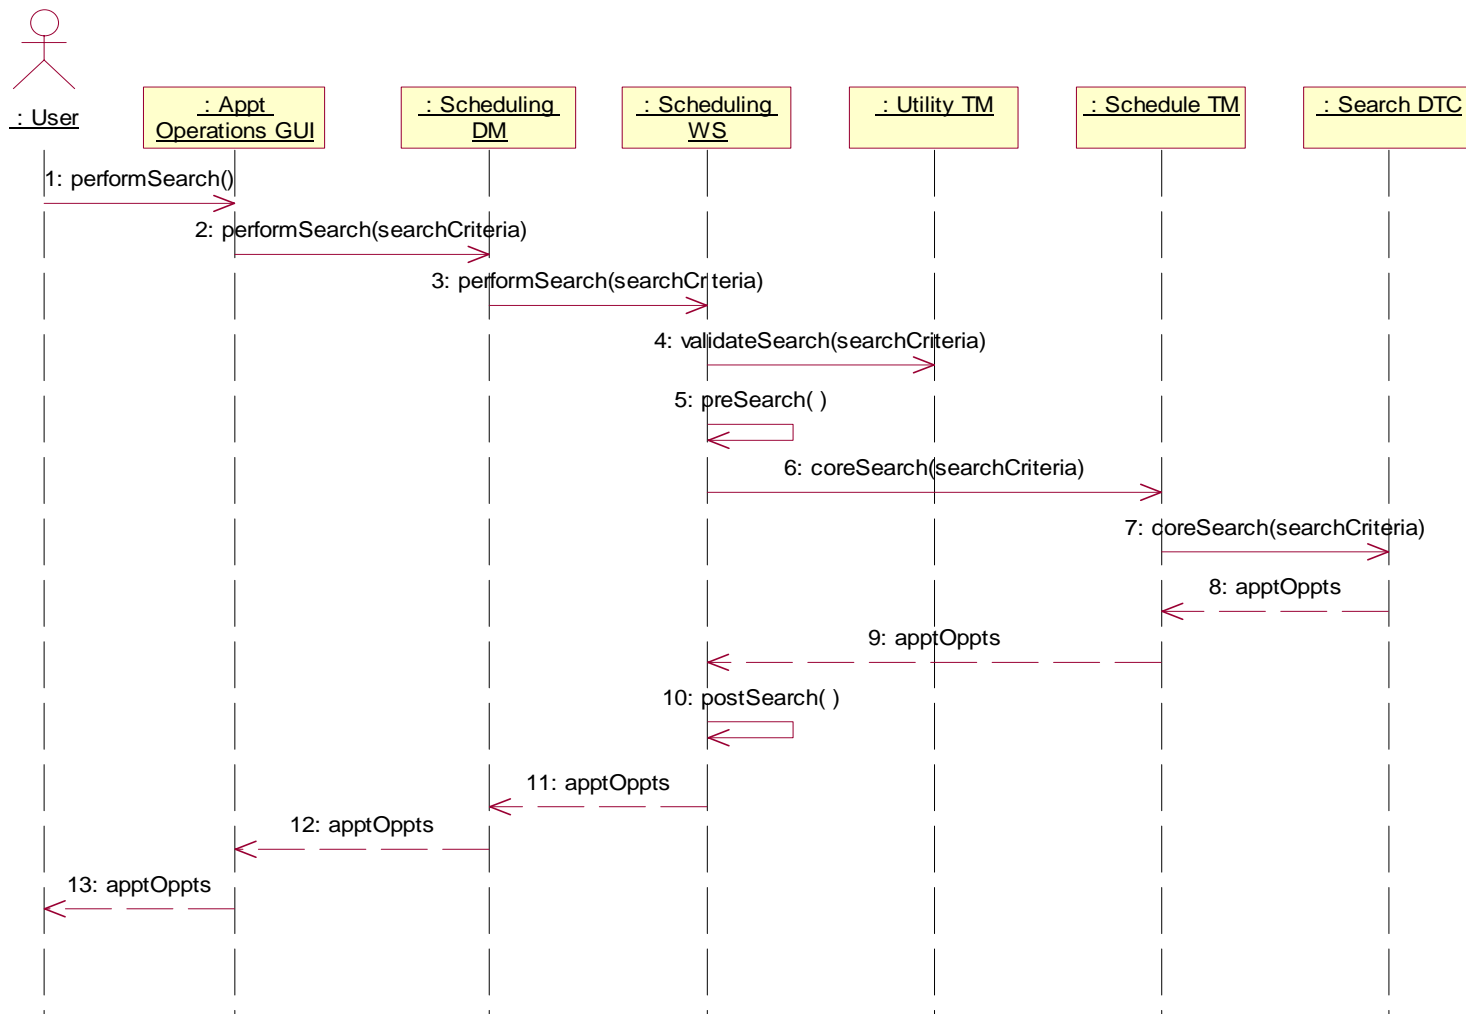 : User
: Appt
Operations GUI
: Scheduling
DM
: Scheduling
WS
: Utility TM
: Schedule TM
: Search DTC
1: performSearch()
2: performSearch(searchCriteria)
3: performSearch(searchCriteria)
4: validateSearch(searchCriteria)
5: preSearch( )
6: coreSearch(searchCriteria)
7: coreSearch(searchCriteria)
8: apptOppts
9: apptOppts
10: postSearch( )
11: apptOppts
12: apptOppts
13: apptOppts